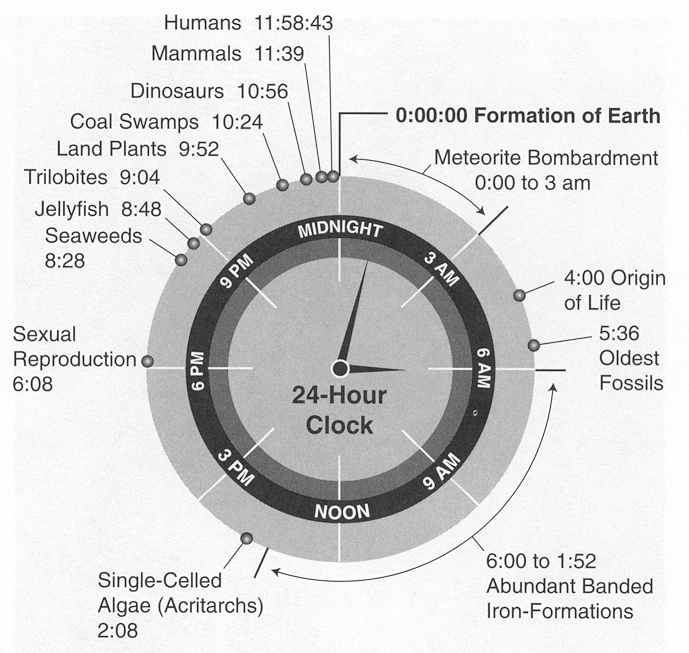 Humans 11:58:43
Mammals 11:39
Dinosaurs 10:56
Coal Swamps 10:24
Land Plants 9:52
Trilobites 9:04
Jellyfish 8:48
Seaweeds
8:28
Sexual
Reproduction
6:08
Single-Celled
Algae (Acritarchs)
2:08
0:00:00 Formation of Earth
Meteorite Bombardment
0:00 to 3 am
4:00 Origin
of Life
5:36
Oldest
Fossils
6:00 to 1:52
Abundant Banded
Iron-Formations
MIDNIGHT
3 AM
6 AM
9 AM
NOON
3 PM
6 PM
9 PM
24-Hour
Clock